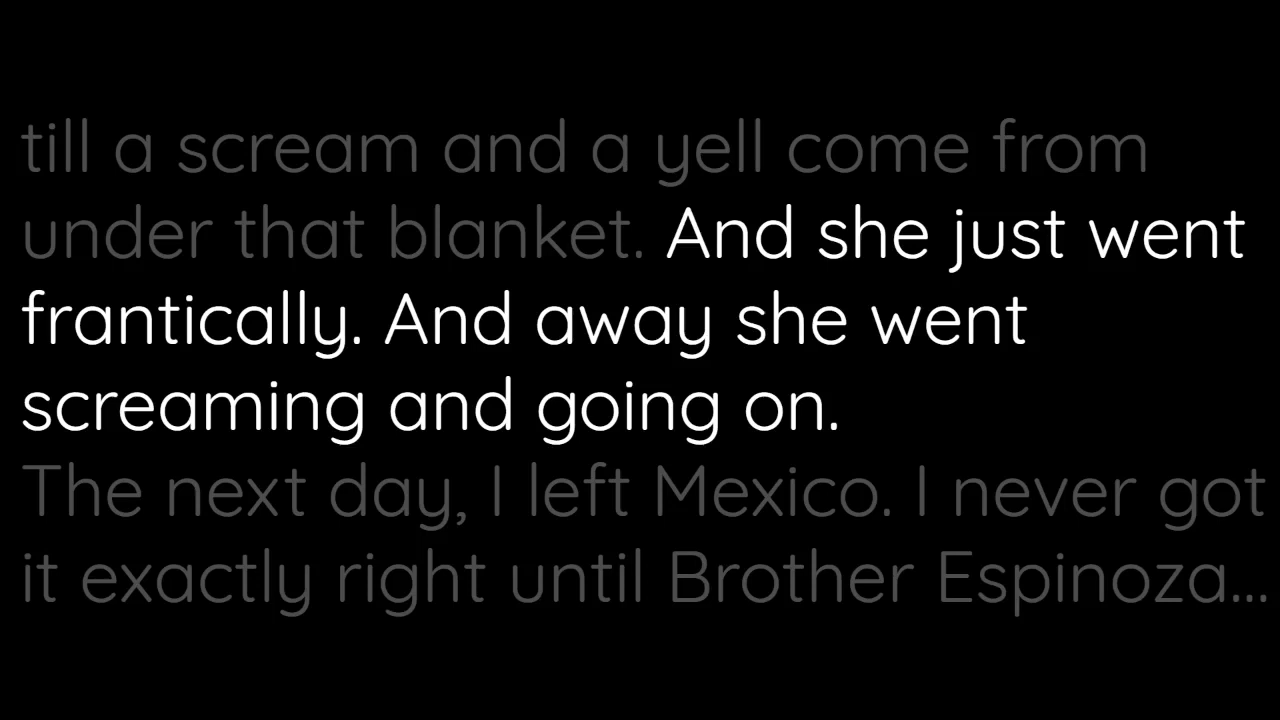 till a scream and a yell come from
under that blanket. And she just went
frantically. And away she went
screaming and going on.
The next day, I left Mexico. I never got
it exactly right until Brother Espinoza...